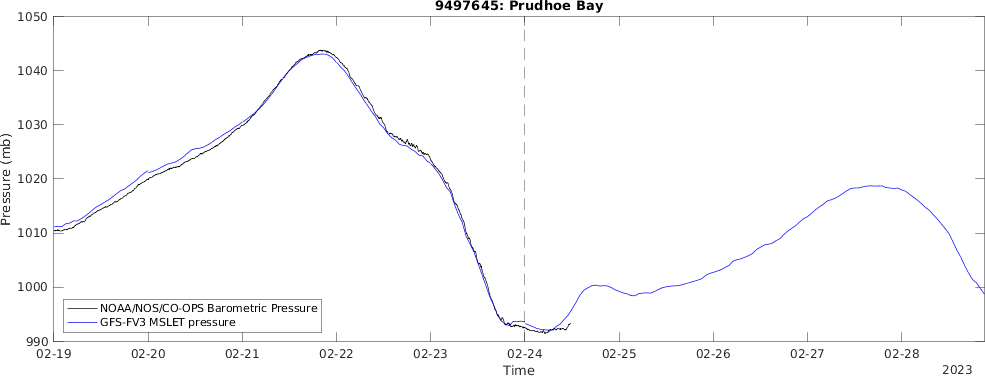 9497645: Prudhoe Bay
1050
1040
1030
1020
1010
1000
990
Pressure (mb)
NOAA/NOS/CO-OPS Barometric Pressure
GFS-FV3 MSLET pressure
02-19 02-20 02-21 02-22 02-23 02-24 02-25 02-26 02-27 02-28
Time
2023